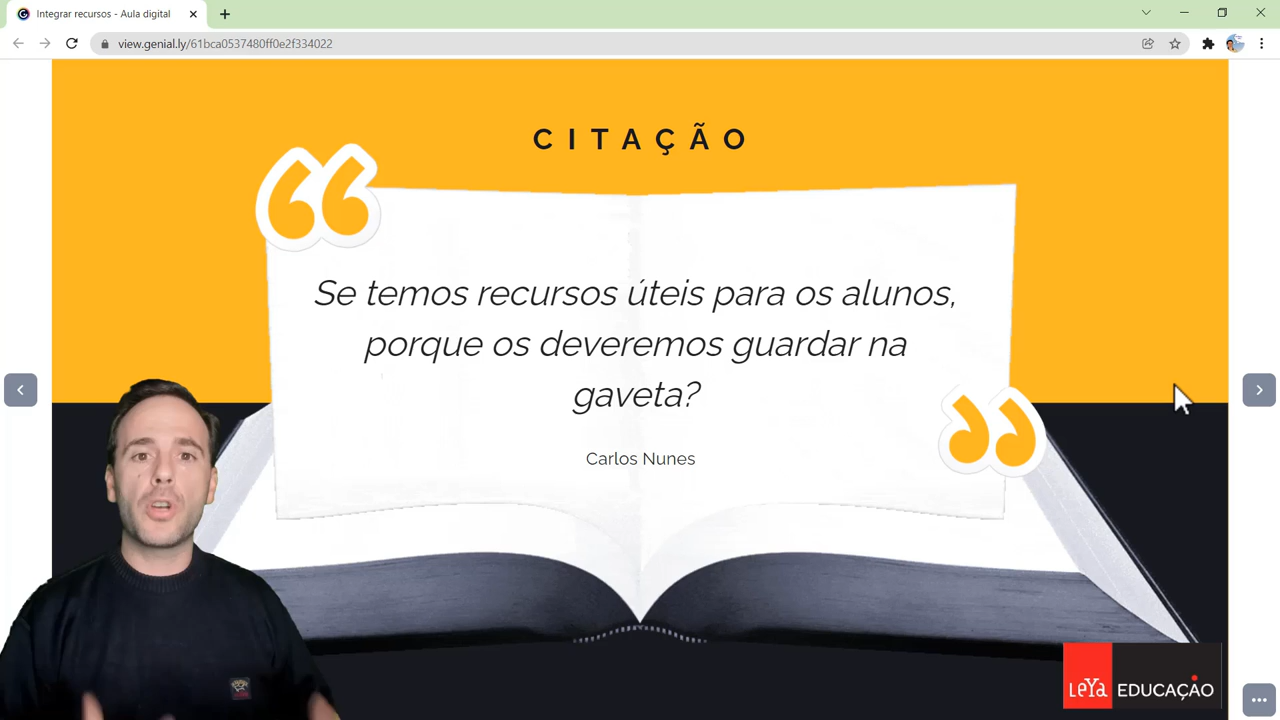 Integrar recursos - Aula digital
view.genial.ly/61bca0537480ff0e2f334022
CITAÇÃO
Se temos recursos úteis para os alunos,
porque os deveremos guardar na
gaveta?
Carlos Nunes
LeYa EDUCAÇÃO